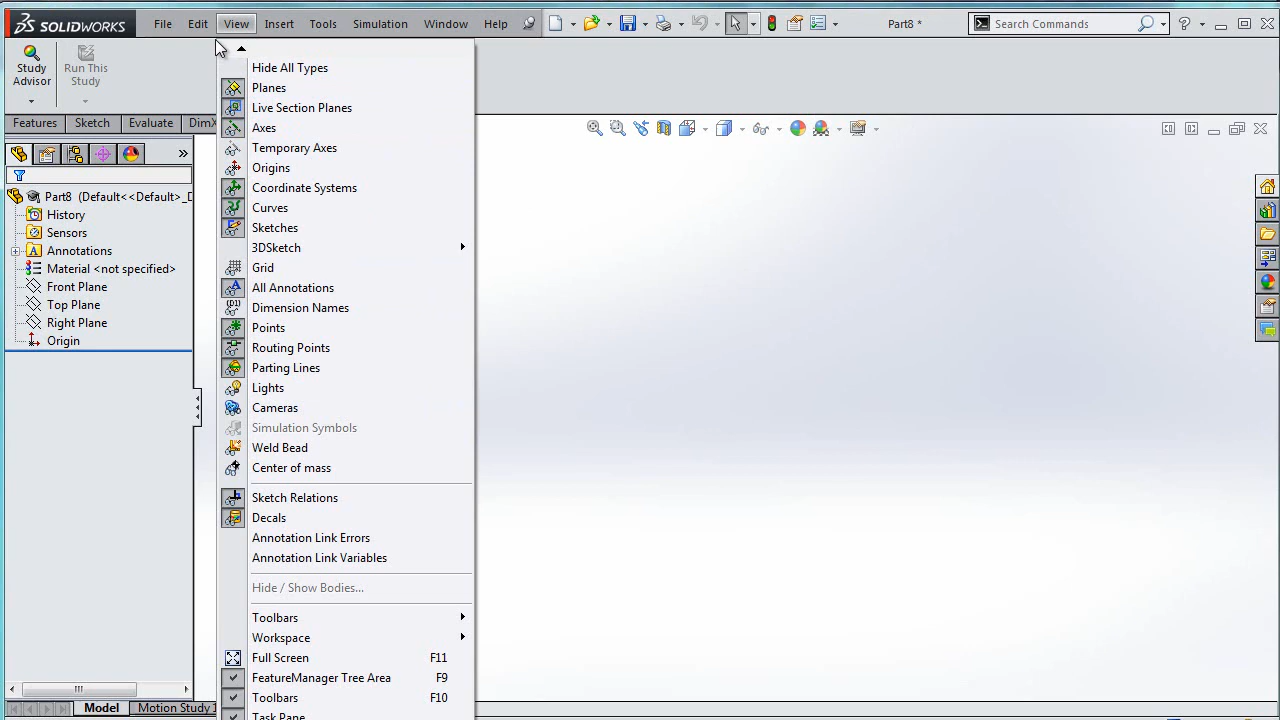 SOLIDWORKS File Edit View Insert Tools Simulation Window Help Part8 * Search Commands
Study Advisor
Run This Study
Features Sketch Evaluate DimX
Part8 (Default<<Default>_D
History
Sensors
Annotations
Material <not specified>
Front Plane
Top Plane
Right Plane
Origin
Hide All Types
Planes
Live Section Planes
Axes
Temporary Axes
Origins
Coordinate Systems
Curves
Sketches
3DSketch
Grid
All Annotations
Dimension Names
Points
Routing Points
Parting Lines
Lights
Cameras
Simulation Symbols
Weld Bead
Center of mass
Sketch Relations
Decals
Annotation Link Errors
Annotation Link Variables
Hide / Show Bodies...
Toolbars
Workspace
Full Screen F11
FeatureManager Tree Area F9
Toolbars F10
Task Pane
Model Motion Study 1